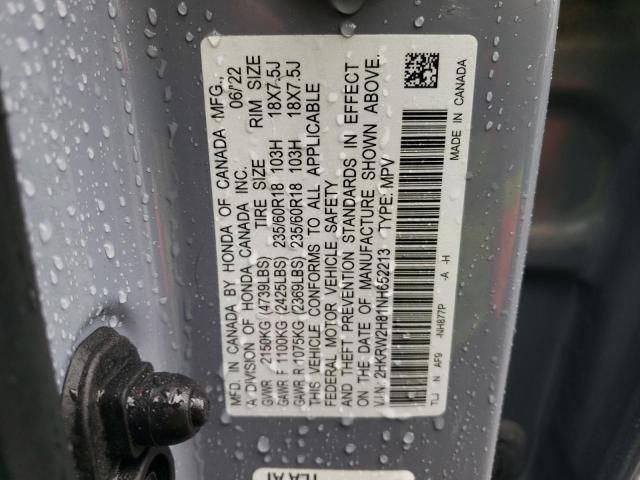 MFD. IN CANADA BY HONDA OF CANADA MFG.,
A DIVISION OF HONDA CANADA INC. 06/22
TIRE SIZE RIM SIZE
GVWR 2150KG (4739LBS)
GAWR F 1100KG (2425LBS) 235/60R18 103H 18X7.5J
GAWR R 1075KG (2369LBS) 235/60R18 103H 18X7.5J
THIS VEHICLE CONFORMS TO ALL APPLICABLE
FEDERAL MOTOR VEHICLE SAFETY
AND THEFT PREVENTION STANDARDS IN EFFECT
ON THE DATE OF MANUFACTURE SHOWN ABOVE.
V.I.N: 2HKRW2H81NH652213 TYPE: MPV
NH877P -A -H MADE IN CANADA